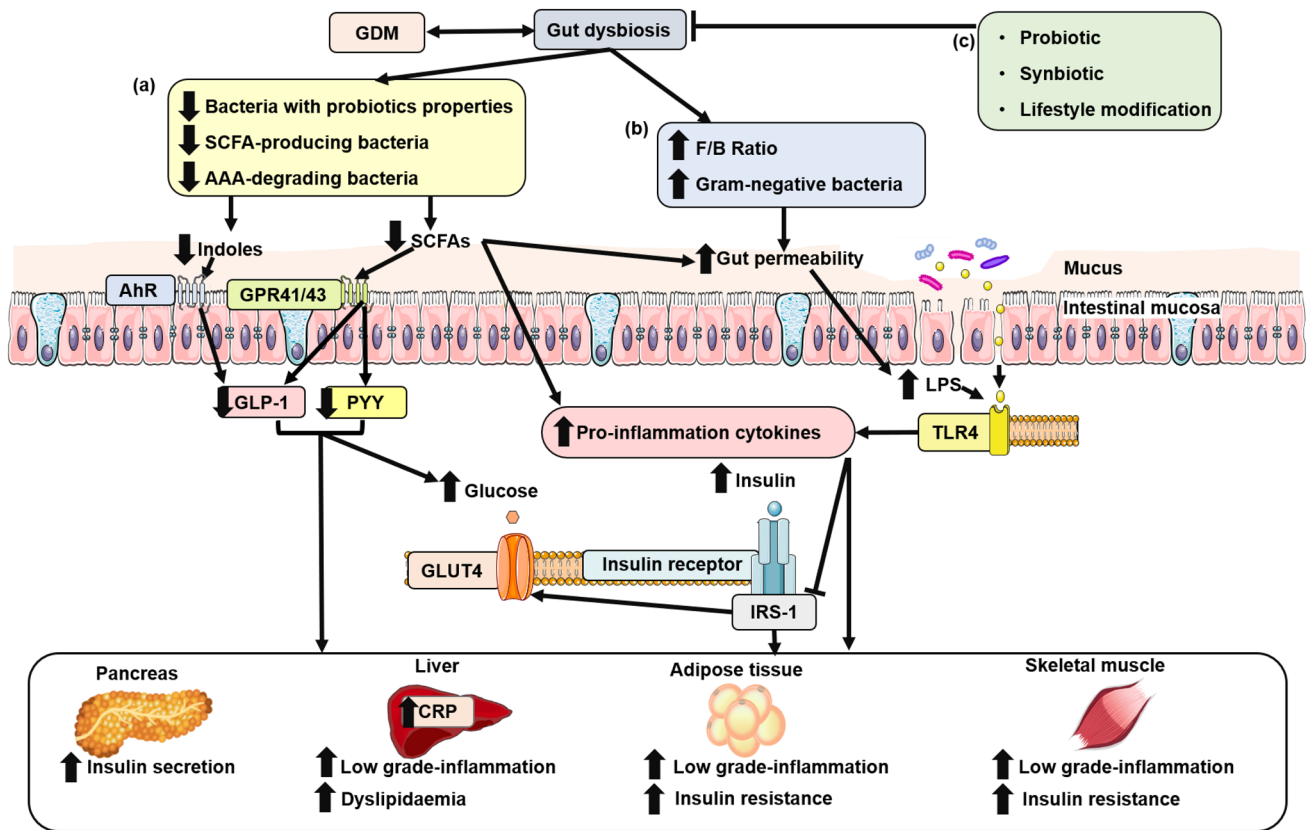 GDM
Gut dysbiosis
(c)
• Probiotic
• Synbiotic
• Lifestyle modification
(a)
Bacteria with probiotics properties
SCFA-producing bacteria
AAA-degrading bacteria
(b)
F/B Ratio
Gram-negative bacteria
Indoles
SCFAs
Gut permeability
Mucus
AhR
GPR41/43
Intestinal mucosa
GLP-1
PYY
LPS
Pro-inflammation cytokines
TLR4
Glucose
Insulin
GLUT4
Insulin receptor
IRS-1
Pancreas
Insulin secretion
Liver
CRP
Low grade-inflammation
Dyslipidaemia
Adipose tissue
Low grade-inflammation
Insulin resistance
Skeletal muscle
Low grade-inflammation
Insulin resistance